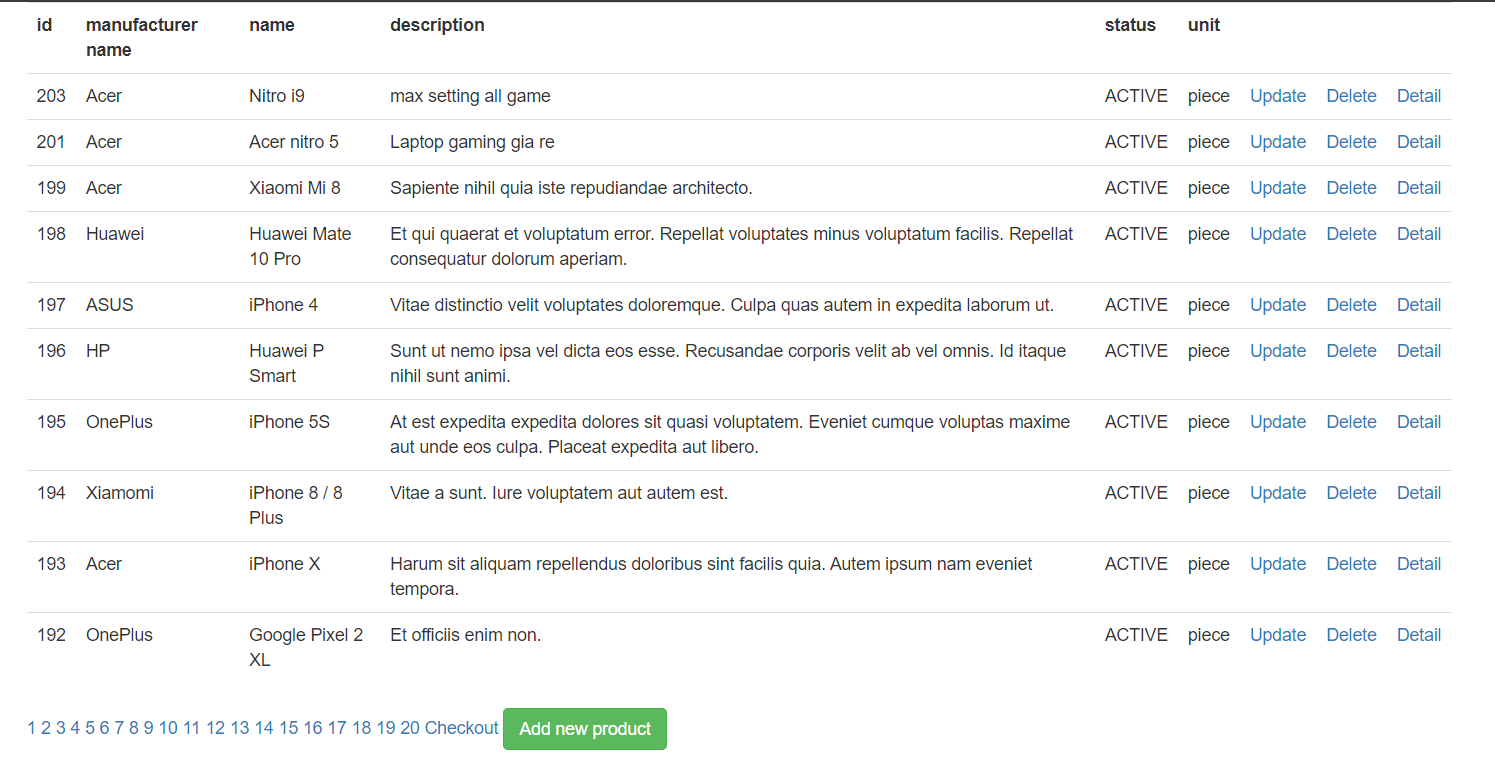 id manufacturer name description status unit
name
203 Acer Nitro i9 max setting all game ACTIVE piece Update Delete Detail
201 Acer Acer nitro 5 Laptop gaming gia re ACTIVE piece Update Delete Detail
199 Acer Xiaomi Mi 8 Sapiente nihil quia iste repudiandae architecto. ACTIVE piece Update Delete Detail
198 Huawei Huawei Mate Et qui quaerat et voluptatum error. Repellat voluptates minus voluptatum facilis. Repellat ACTIVE piece Update Delete Detail
10 Pro consequatur dolorum aperiam.
197 ASUS iPhone 4 Vitae distinctio velit voluptates doloremque. Culpa quas autem in expedita laborum ut. ACTIVE piece Update Delete Detail
196 HP Huawei P Sunt ut nemo ipsa vel dicta eos esse. Recusandae corporis velit ab vel omnis. Id itaque ACTIVE piece Update Delete Detail
Smart nihil sunt animi.
195 OnePlus iPhone 5S At est expedita expedita dolores sit quasi voluptatem. Eveniet cumque voluptas maxime ACTIVE piece Update Delete Detail
aut unde eos culpa. Placeat expedita aut libero.
194 Xiamomi iPhone 8 / 8 Vitae a sunt. Iure voluptatem aut autem est. ACTIVE piece Update Delete Detail
Plus
193 Acer iPhone X Harum sit aliquam repellendus doloribus sint facilis quia. Autem ipsum nam eveniet ACTIVE piece Update Delete Detail
tempora.
192 OnePlus Google Pixel 2 Et officiis enim non. ACTIVE piece Update Delete Detail
XL
1 2 3 4 5 6 7 8 9 10 11 12 13 14 15 16 17 18 19 20 Checkout Add new product